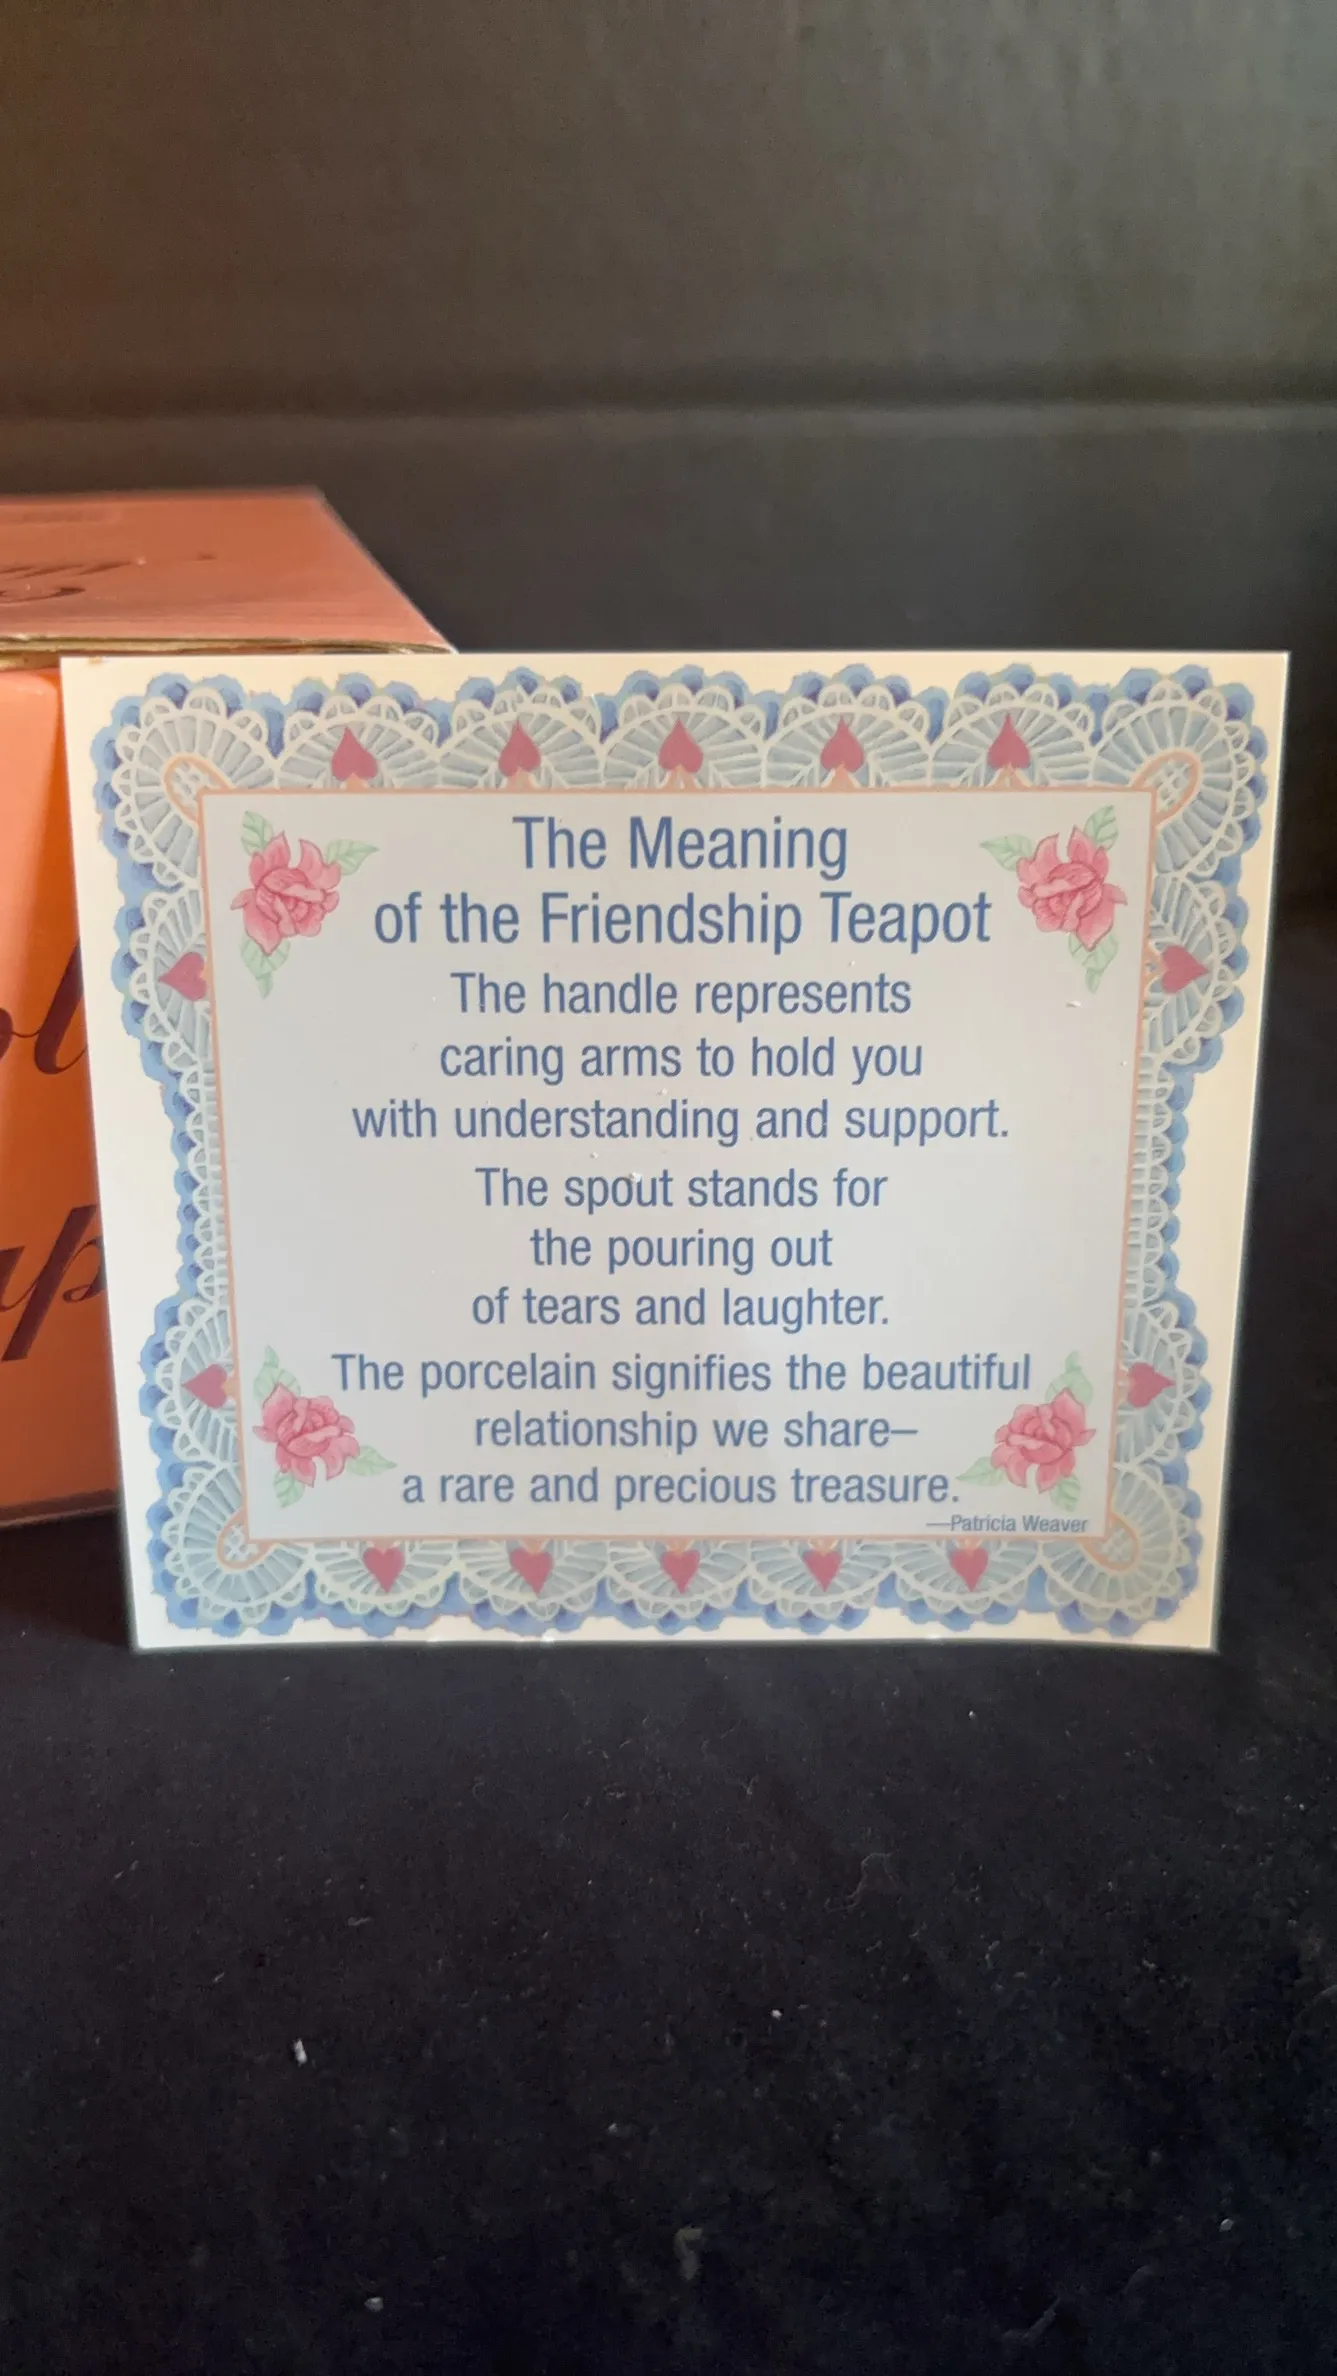 The Meaning
of the Friendship Teapot
The handle represents
caring arms to hold you
with understanding and support.
The spout stands for
the pouring out
of tears and laughter.
The porcelain signifies the beautiful
relationship we share–
a rare and precious treasure.
—Patricia Weaver